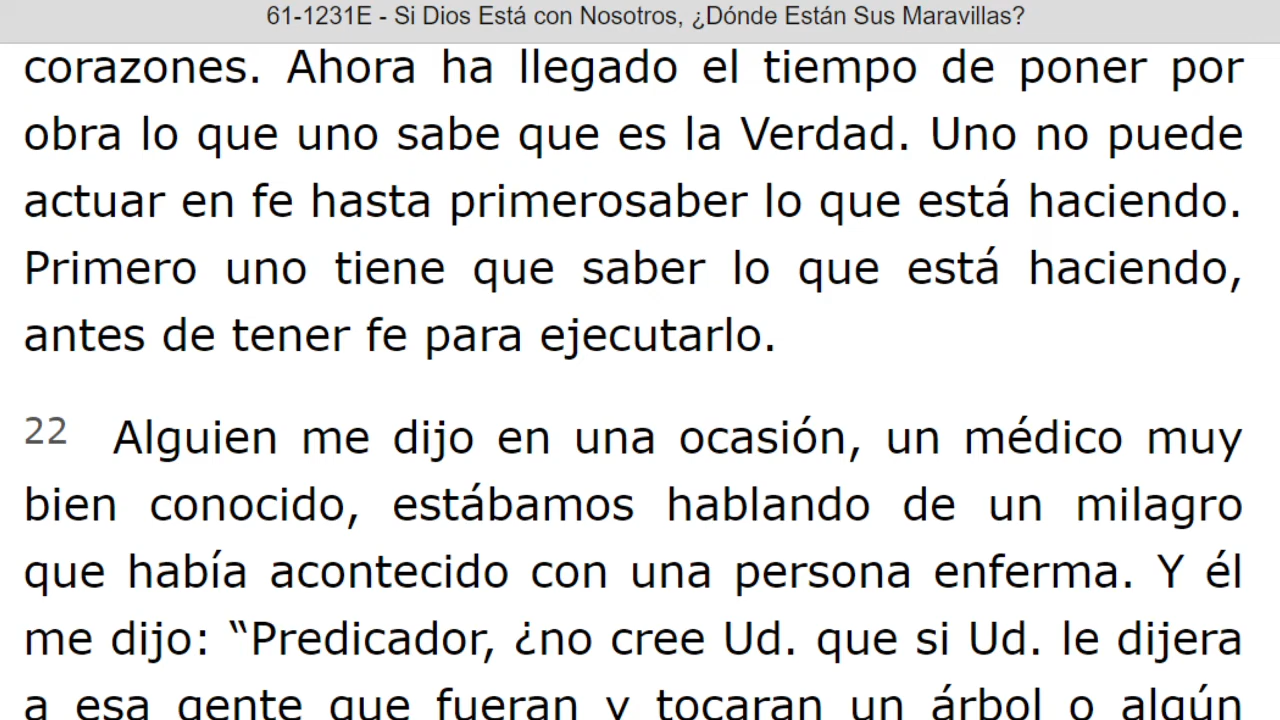 61-1231E - Si Dios Está con Nosotros, ¿Dónde Están Sus Maravillas?
corazones. Ahora ha llegado el tiempo de poner por
obra lo que uno sabe que es la Verdad. Uno no puede
actuar en fe hasta primerosaber lo que está haciendo.
Primero uno tiene que saber lo que está haciendo,
antes de tener fe para ejecutarlo.
22 Alguien me dijo en una ocasión, un médico muy
bien conocido, estábamos hablando de un milagro
que había acontecido con una persona enferma. Y él
me dijo: “Predicador, ¿no cree Ud. que si Ud. le dijera
a esa gente que fueran y tocaran un árbol o algún